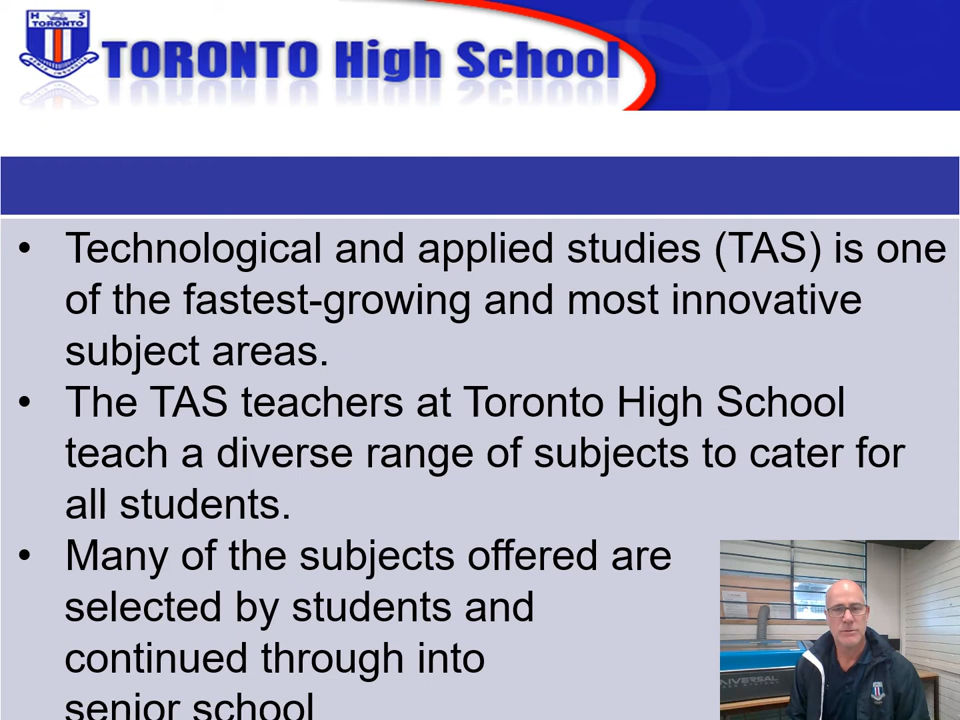 H S
TORONTO
TORONTO High School
• Technological and applied studies (TAS) is one
of the fastest-growing and most innovative
subject areas.
• The TAS teachers at Toronto High School
teach a diverse range of subjects to cater for
all students.
• Many of the subjects offered are
selected by students and
continued through into
senior school